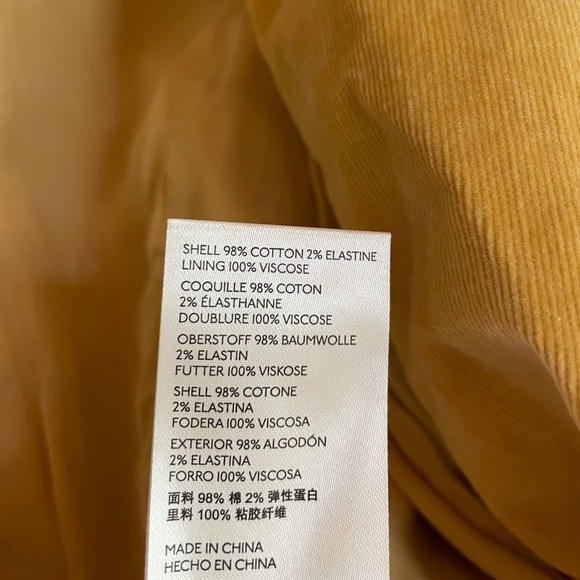 SHELL 98% COTTON 2% ELASTINE
LINING 100% VISCOSE
COQUILLE 98% COTON
2% ÉLASTHANNE
DOUBLURE 100% VISCOSE
OBERSTOFF 98% BAUMWOLLE
2% ELASTIN
FUTTER 100% VISKOSE
SHELL 98% COTONE
2% ELASTINA
FODERA 100% VISCOSA
EXTERIOR 98% ALGODÓN
2% ELASTINA
FORRO 100% VISCOSA
面料 98% 棉 2% 弹性蛋白
里料 100% 粘胶纤维
MADE IN CHINA
HECHO EN CHINA